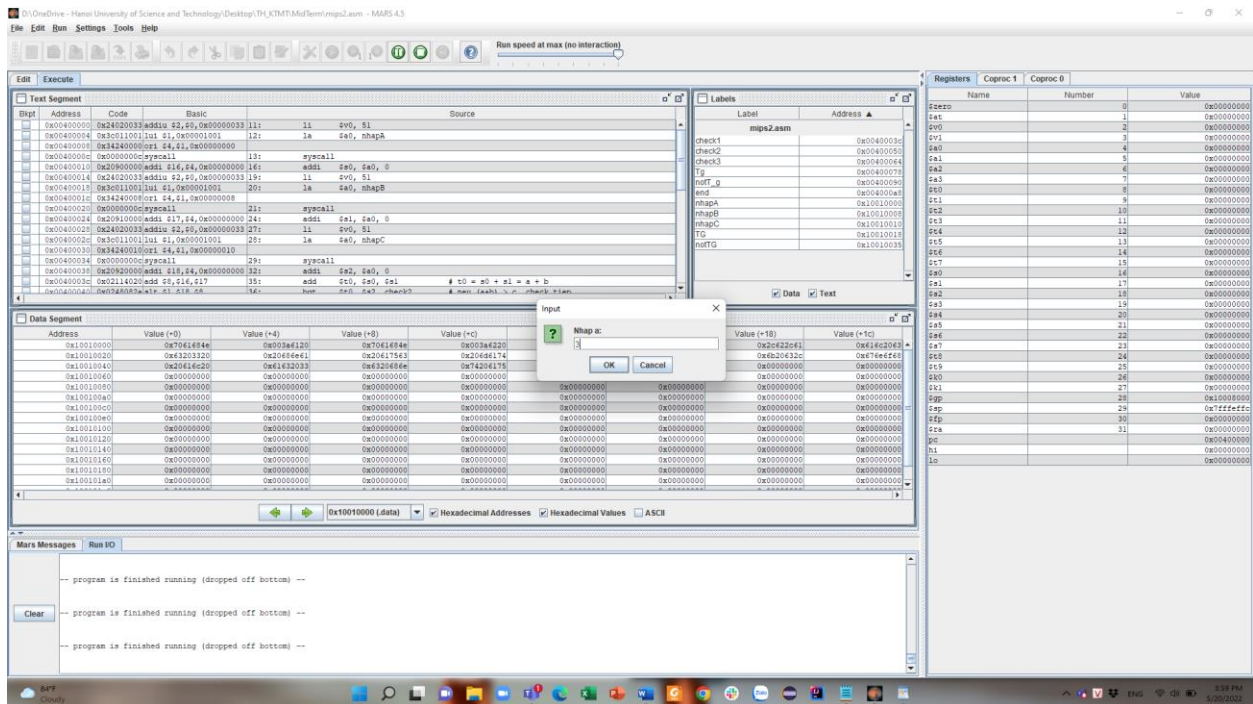 D:\OneDrive - Hanoi University of Science and Technology\Desktop\TH_KTMT\MidTerm\mips2.asm - MARS 4.5
File Edit Run Settings Tools Help
Run speed at max (no interaction)
Edit Execute
Text Segment
Bkpt Address Code Basic Source
0x00400000 0x24020033 addiu $2,$0,0x00000033 11: li $v0, 51
0x00400004 0x3c011001 lui $1,0x00001001 12: la $a0, nhapA
0x00400008 0x34240000 ori $4,$1,0x00000000
0x0040000c 0x0000000c syscall 13: syscall
0x00400010 0x20900000 addi $16,$4,0x00000000 16: addi $s0, $a0, 0
0x00400014 0x24020033 addiu $2,$0,0x00000033 19: li $v0, 51
0x00400018 0x3c011001 lui $1,0x00001001 20: la $a0, nhapB
0x0040001c 0x34240008 ori $4,$1,0x00000008
0x00400020 0x0000000c syscall 21: syscall
0x00400024 0x20910000 addi $17,$4,0x00000000 24: addi $s1, $a0, 0
0x00400028 0x24020033 addiu $2,$0,0x00000033 27: li $v0, 51
0x0040002c 0x3c011001 lui $1,0x00001001 28: la $a0, nhapC
0x00400030 0x34240010 ori $4,$1,0x00000010
0x00400034 0x0000000c syscall 29: syscall
0x00400038 0x20920000 addi $18,$4,0x00000000 32: addi $s2, $a0, 0
0x0040003c 0x02114020 add $8,$16,$17 35: add $t0, $s0, $s1 # t0 = s0 + s1 = a + b
Labels
Label Address ▲
mips2.asm
check1 0x0040003c
check2 0x00400050
check3 0x00400064
Tg 0x00400078
notT_g 0x00400090
end 0x004000a8
nhapA 0x10010000
nhapB 0x10010008
nhapC 0x10010010
TG 0x10010018
notTG 0x10010035
Data Text
Data Segment
Address Value (+0) Value (+4) Value (+8) Value (+c) Value (+18) Value (+1c)
0x10010000 0x7061684e 0x003a6120 0x7061684e 0x003a6220 0x2c622c61 0x616c2063
0x10010020 0x63203320 0x20686e61 0x20617563 0x206d6174 0x6b20632c 0x676e6f68
0x10010040 0x20616c20 0x61632033 0x6320686e 0x74206175 0x00000000 0x00000000
0x10010060 0x00000000 0x00000000 0x00000000 0x00000000 0x00000000 0x00000000
0x10010080 0x00000000 0x00000000 0x00000000 0x00000000 0x00000000 0x00000000 0x00000000 0x00000000
0x100100a0 0x00000000 0x00000000 0x00000000 0x00000000 0x00000000 0x00000000 0x00000000 0x00000000
0x100100c0 0x00000000 0x00000000 0x00000000 0x00000000 0x00000000 0x00000000 0x00000000 0x00000000
0x100100e0 0x00000000 0x00000000 0x00000000 0x00000000 0x00000000 0x00000000 0x00000000 0x00000000
0x10010100 0x00000000 0x00000000 0x00000000 0x00000000 0x00000000 0x00000000 0x00000000 0x00000000
0x10010120 0x00000000 0x00000000 0x00000000 0x00000000 0x00000000 0x00000000 0x00000000 0x00000000
0x10010140 0x00000000 0x00000000 0x00000000 0x00000000 0x00000000 0x00000000 0x00000000 0x00000000
0x10010160 0x00000000 0x00000000 0x00000000 0x00000000 0x00000000 0x00000000 0x00000000 0x00000000
0x10010180 0x00000000 0x00000000 0x00000000 0x00000000 0x00000000 0x00000000 0x00000000 0x00000000
0x100101a0 0x00000000 0x00000000 0x00000000 0x00000000 0x00000000 0x00000000 0x00000000 0x00000000
0x10010000 (.data) Hexadecimal Addresses Hexadecimal Values ASCII
Input
Nhap a:
3
OK Cancel
Mars Messages Run I/O
-- program is finished running (dropped off bottom) --
-- program is finished running (dropped off bottom) --
-- program is finished running (dropped off bottom) --
Clear
Registers Coproc 1 Coproc 0
Name Number Value
$zero 0 0x00000000
$at 1 0x00000000
$v0 2 0x00000000
$v1 3 0x00000000
$a0 4 0x00000000
$a1 5 0x00000000
$a2 6 0x00000000
$a3 7 0x00000000
$t0 8 0x00000000
$t1 9 0x00000000
$t2 10 0x00000000
$t3 11 0x00000000
$t4 12 0x00000000
$t5 13 0x00000000
$t6 14 0x00000000
$t7 15 0x00000000
$s0 16 0x00000000
$s1 17 0x00000000
$s2 18 0x00000000
$s3 19 0x00000000
$s4 20 0x00000000
$s5 21 0x00000000
$s6 22 0x00000000
$s7 23 0x00000000
$t8 24 0x00000000
$t9 25 0x00000000
$k0 26 0x00000000
$k1 27 0x00000000
$gp 28 0x10008000
$sp 29 0x7fffeffc
$fp 30 0x00000000
$ra 31 0x00000000
pc 0x00400000
hi 0x00000000
lo 0x00000000
84°F
Cloudy
ENG
3:59 PM
5/20/2022